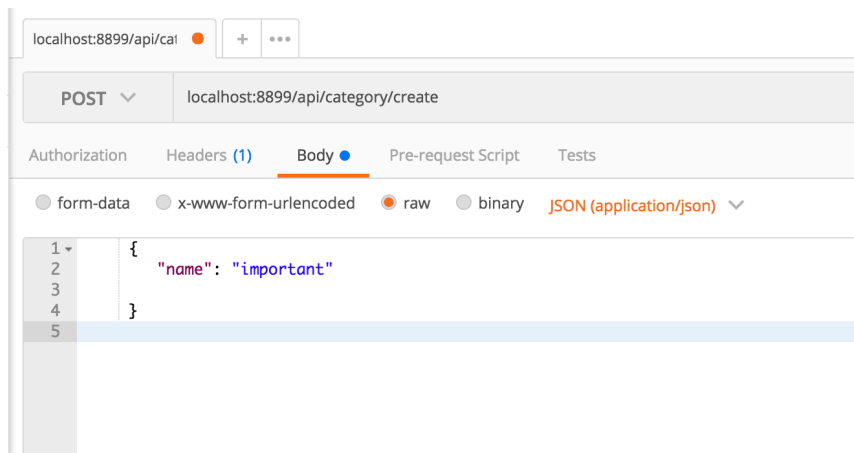 localhost:8899/api/cat + •••
POST localhost:8899/api/category/create
Authorization Headers (1) Body Pre-request Script Tests
form-data x-www-form-urlencoded raw binary JSON (application/json)
1 {
2 "name": "important"
3
4 }
5